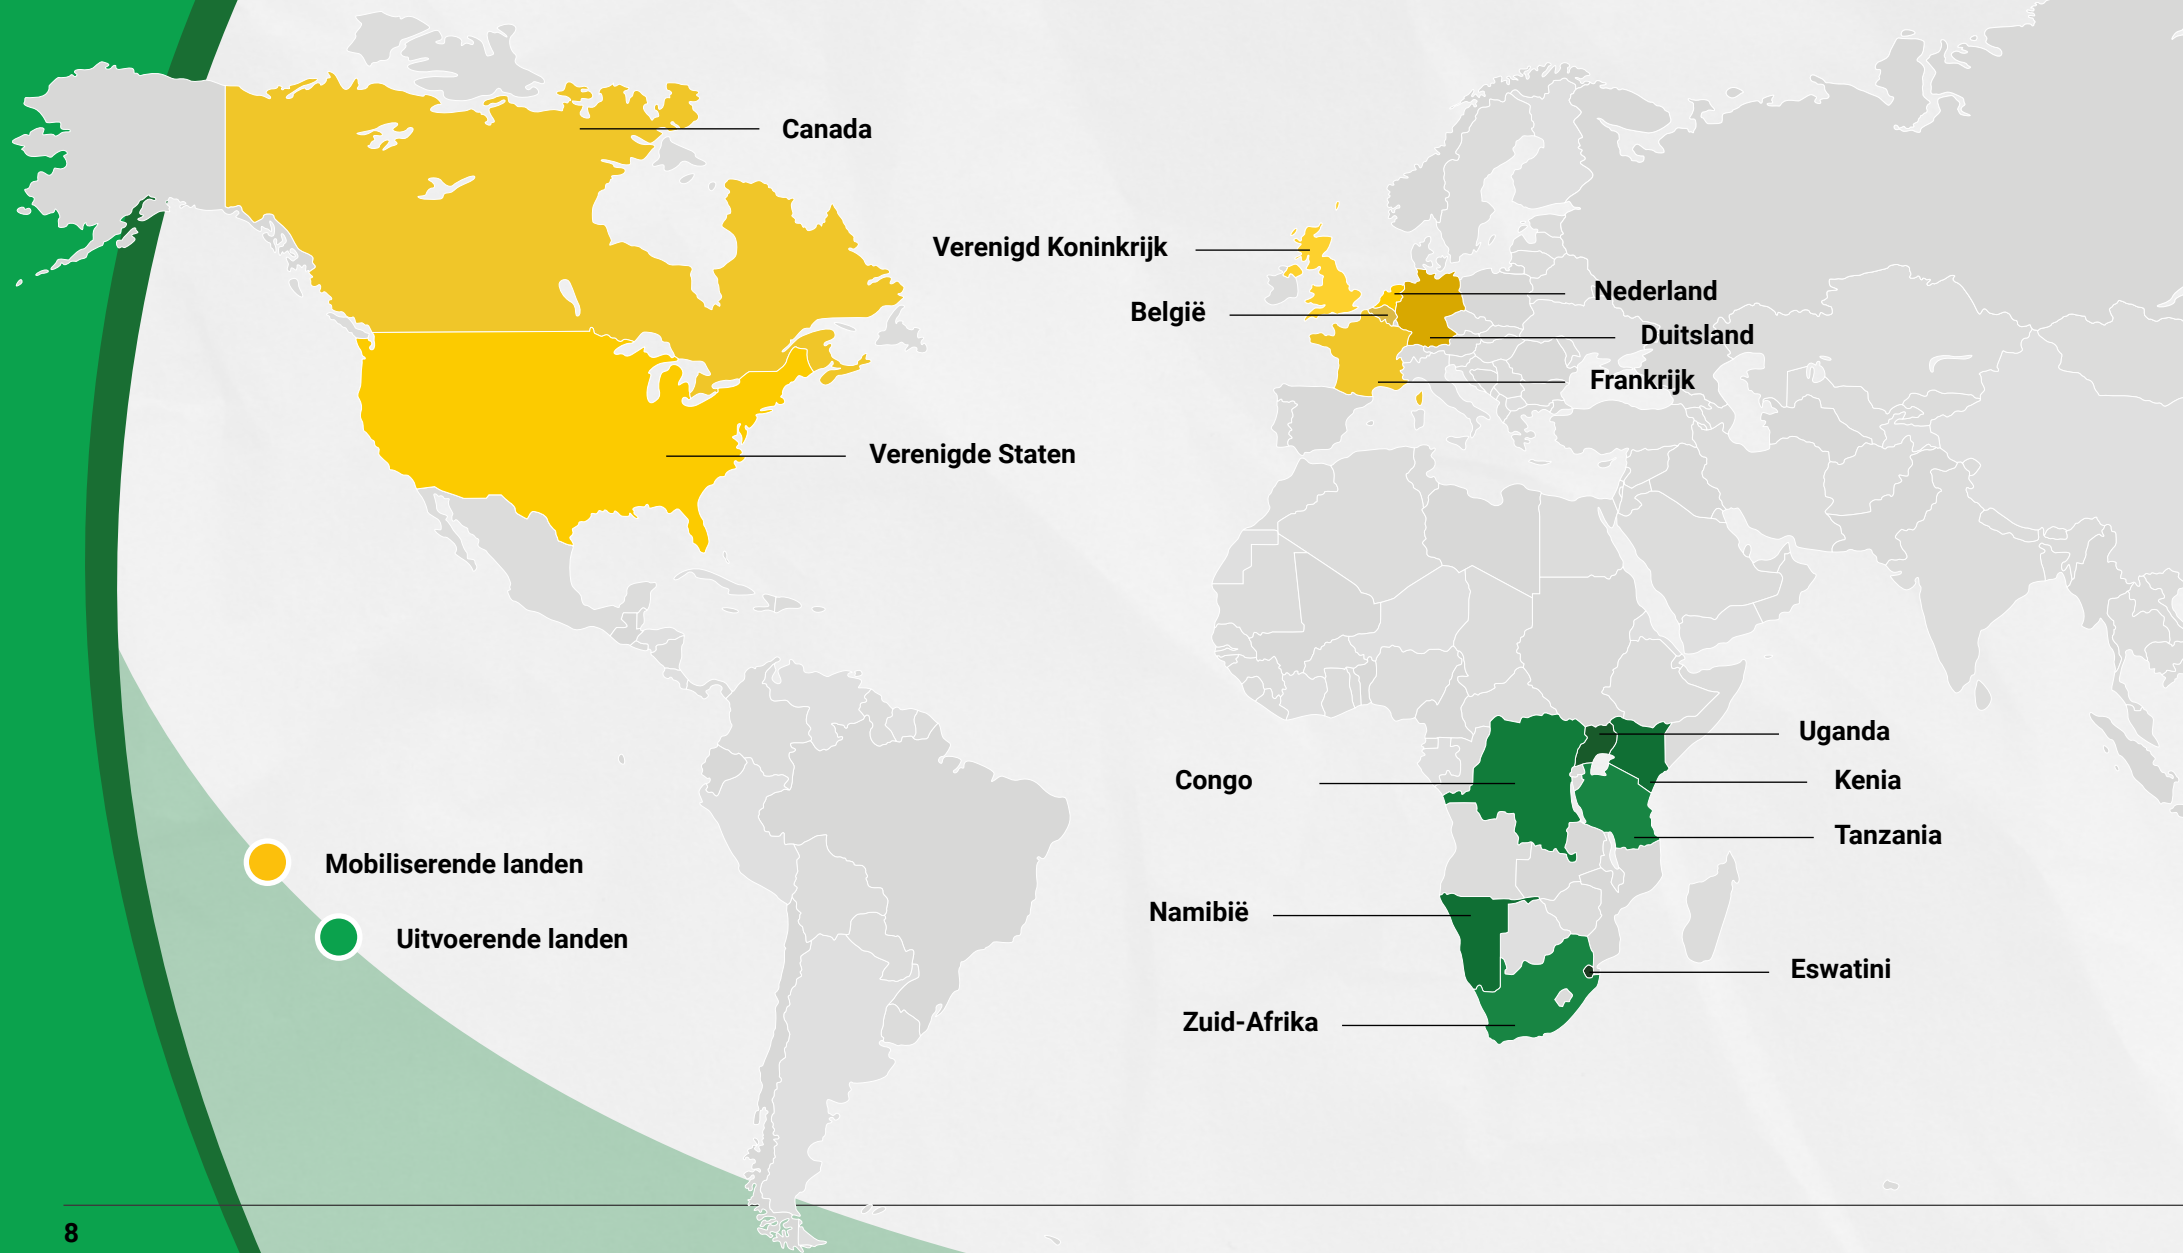 Canada
Verenigd Koninkrijk
Nederland
België
Duitsland
Frankrijk
Verenigde Staten
Uganda
Congo
Kenia
Tanzania
Mobiliserende landen
Namibië
Uitvoerende landen
Eswatini
Zuid-Afrika
8